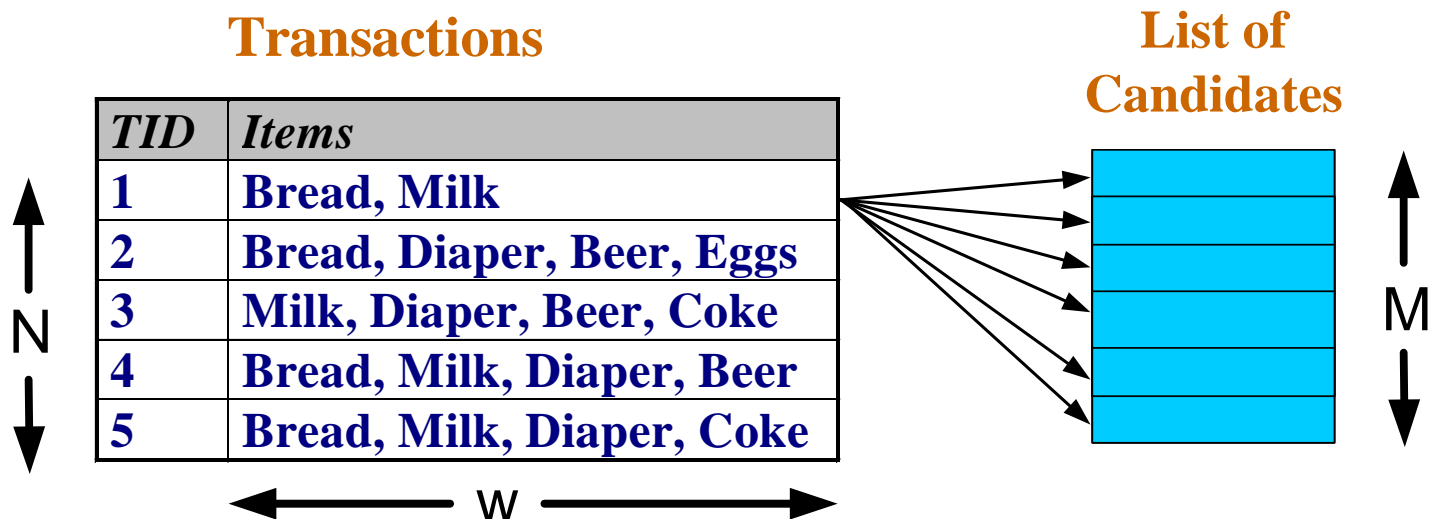 Transactions
List of
Candidates
TID Items
1 Bread, Milk
2 Bread, Diaper, Beer, Eggs
3 Milk, Diaper, Beer, Coke
4 Bread, Milk, Diaper, Beer
5 Bread, Milk, Diaper, Coke
N
M
w